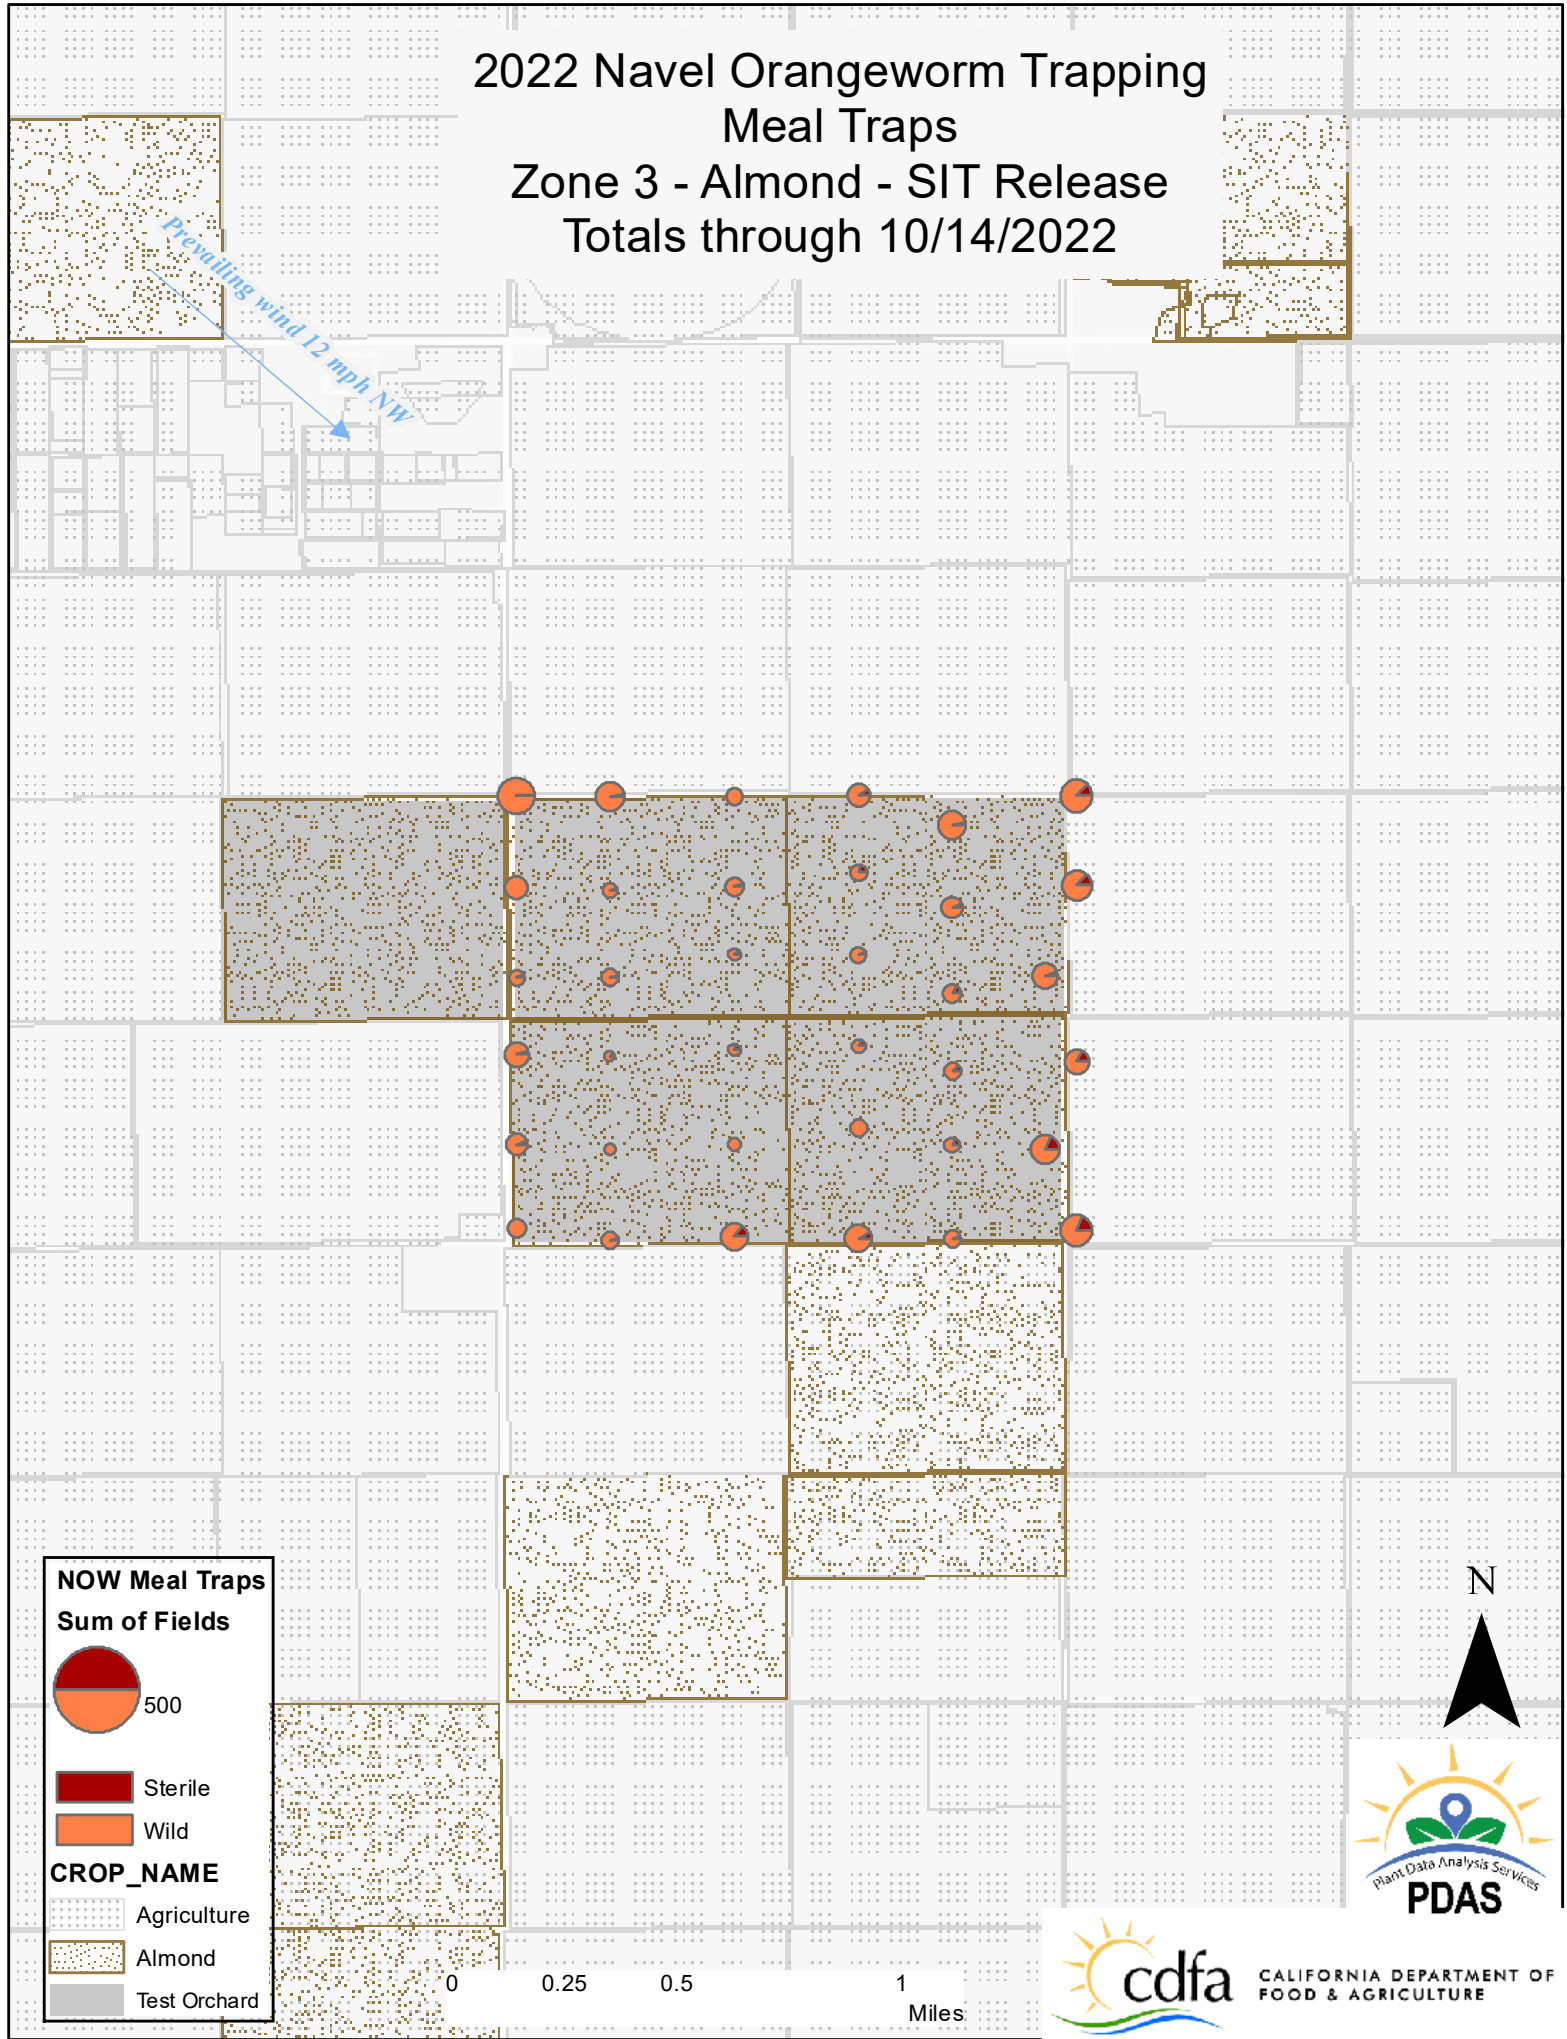 2022 Navel Orangeworm Trapping
Meal Traps
Zone 3 - Almond - SIT Release
Totals through 10/14/2022
Prevailing wind 12 mph NW
NOW Meal Traps
Sum of Fields
500
Sterile
Wild
CROP_NAME
Agriculture
Almond
Test Orchard
0 0.25 0.5 1
Miles
N
Plant Data Analysis Services
PDAS
cdfa
CALIFORNIA DEPARTMENT OF
FOOD & AGRICULTURE